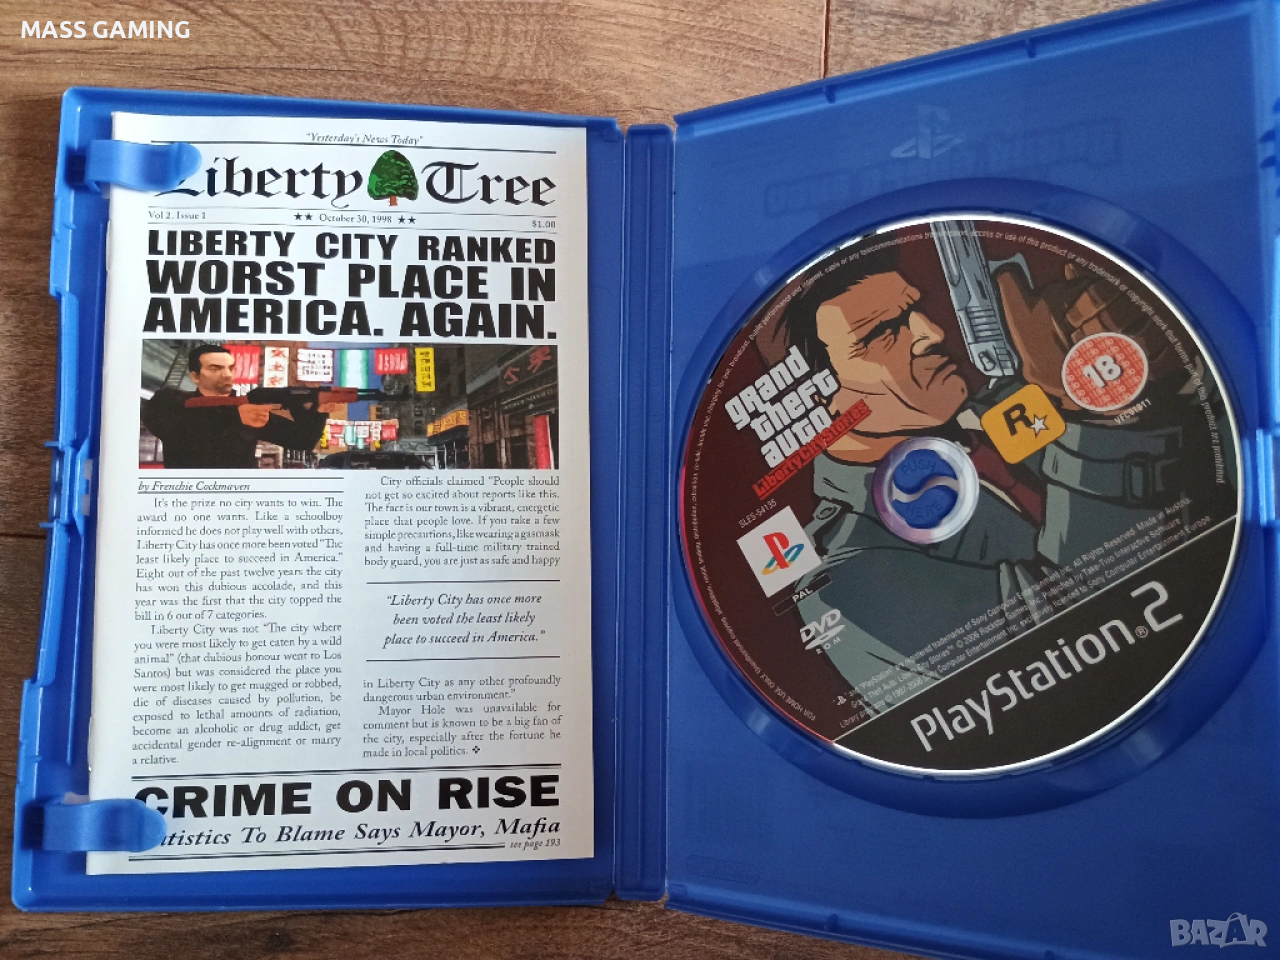 MASS GAMING
"Yesterday's News Today"
Liberty Tree
Vol 2. Issue 1 ★★ October 30, 1998 ★★ $1.00
LIBERTY CITY RANKED
WORST PLACE IN
AMERICA. AGAIN.
by Frenchie Cockmaven
It's the prize no city wants to win. The
award no one wants. Like a schoolboy
informed he does not play well with others,
Liberty City has once more been voted "The
least likely place to succeed in America."
Eight out of the past twelve years the city
has won this dubious accolade, and this
year was the first that the city topped the
bill in 6 out of 7 categories.
Liberty City was not "The city where
you were most likely to get eaten by a wild
animal" (that dubious honour went to Los
Santos) but was considered the place you
were most likely to get mugged or robbed,
die of diseases caused by pollution, be
exposed to lethal amounts of radiation,
become an alcoholic or drug addict, get
accidental gender re-alignment or marry
a relative.
City officials claimed "People should
not get so excited about reports like this.
The fact is our town is a vibrant, energetic
place that people love. If you take a few
simple precautions, like wearing a gas mask
and having a full-time military trained
body guard, you are just as safe and happy
"Liberty City has once more
been voted the least likely
place to succeed in America."
in Liberty City as any other profoundly
dangerous urban environment."
Mayor Hole was unavailable for
comment but is known to be a big fan of
the city, especially after the fortune he
made in local politics.
CRIME ON RISE
Statistics To Blame Says Mayor, Mafia
see page 193
grand
theft
auto
Liberty City Stories
R
18
PUSH
HERE
SLES-54135
PAL
DVD
ROM
FOR HOME USE ONLY.
PlayStation®2
BAZAR